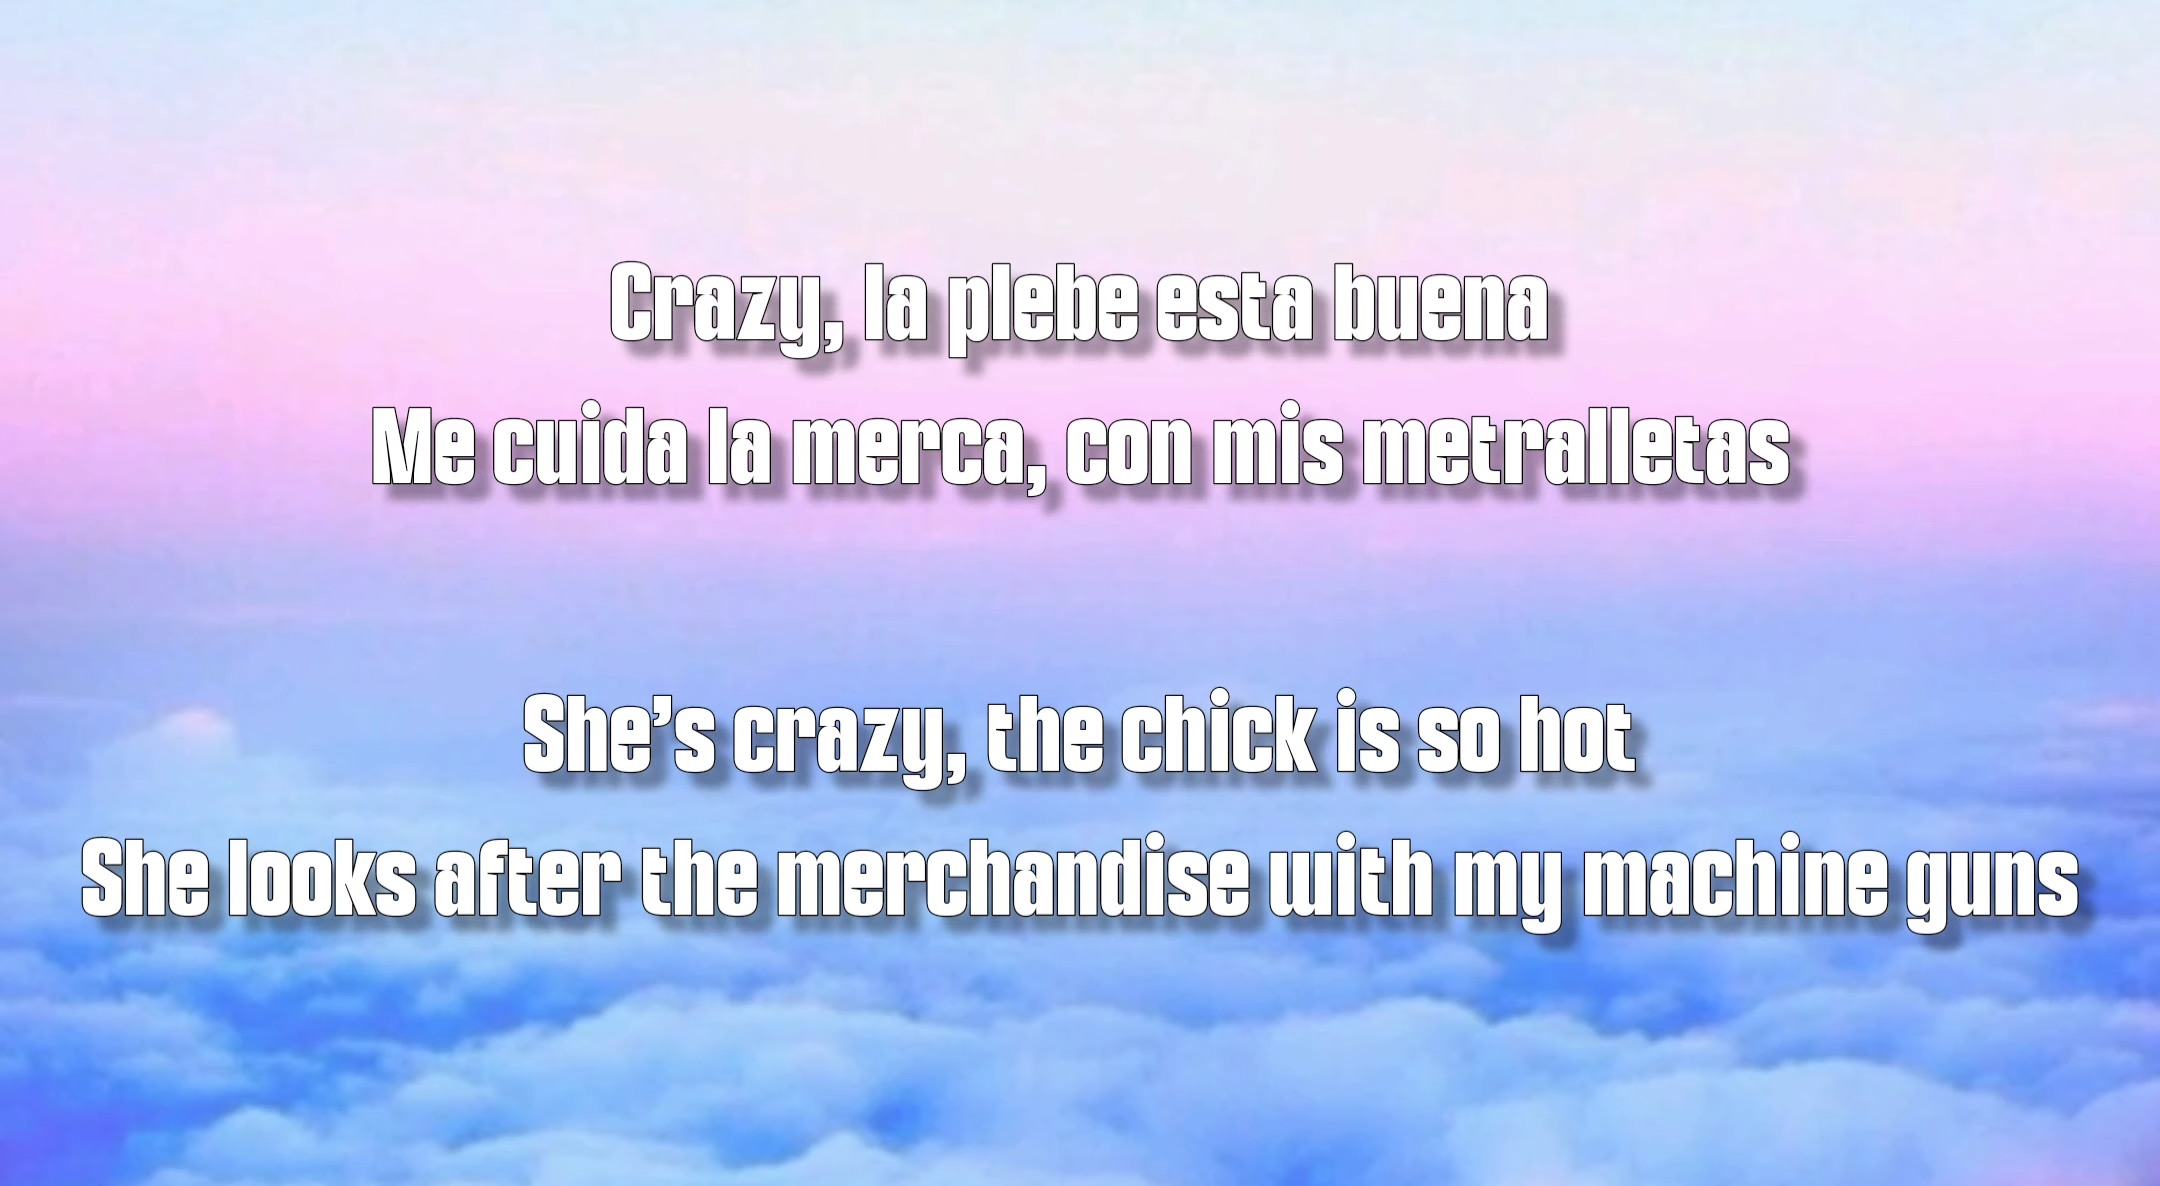 Crazy, la plebe esta buena
Me cuida la merca, con mis metralletas
She's crazy, the chick is so hot
She looks after the merchandise with my machine guns